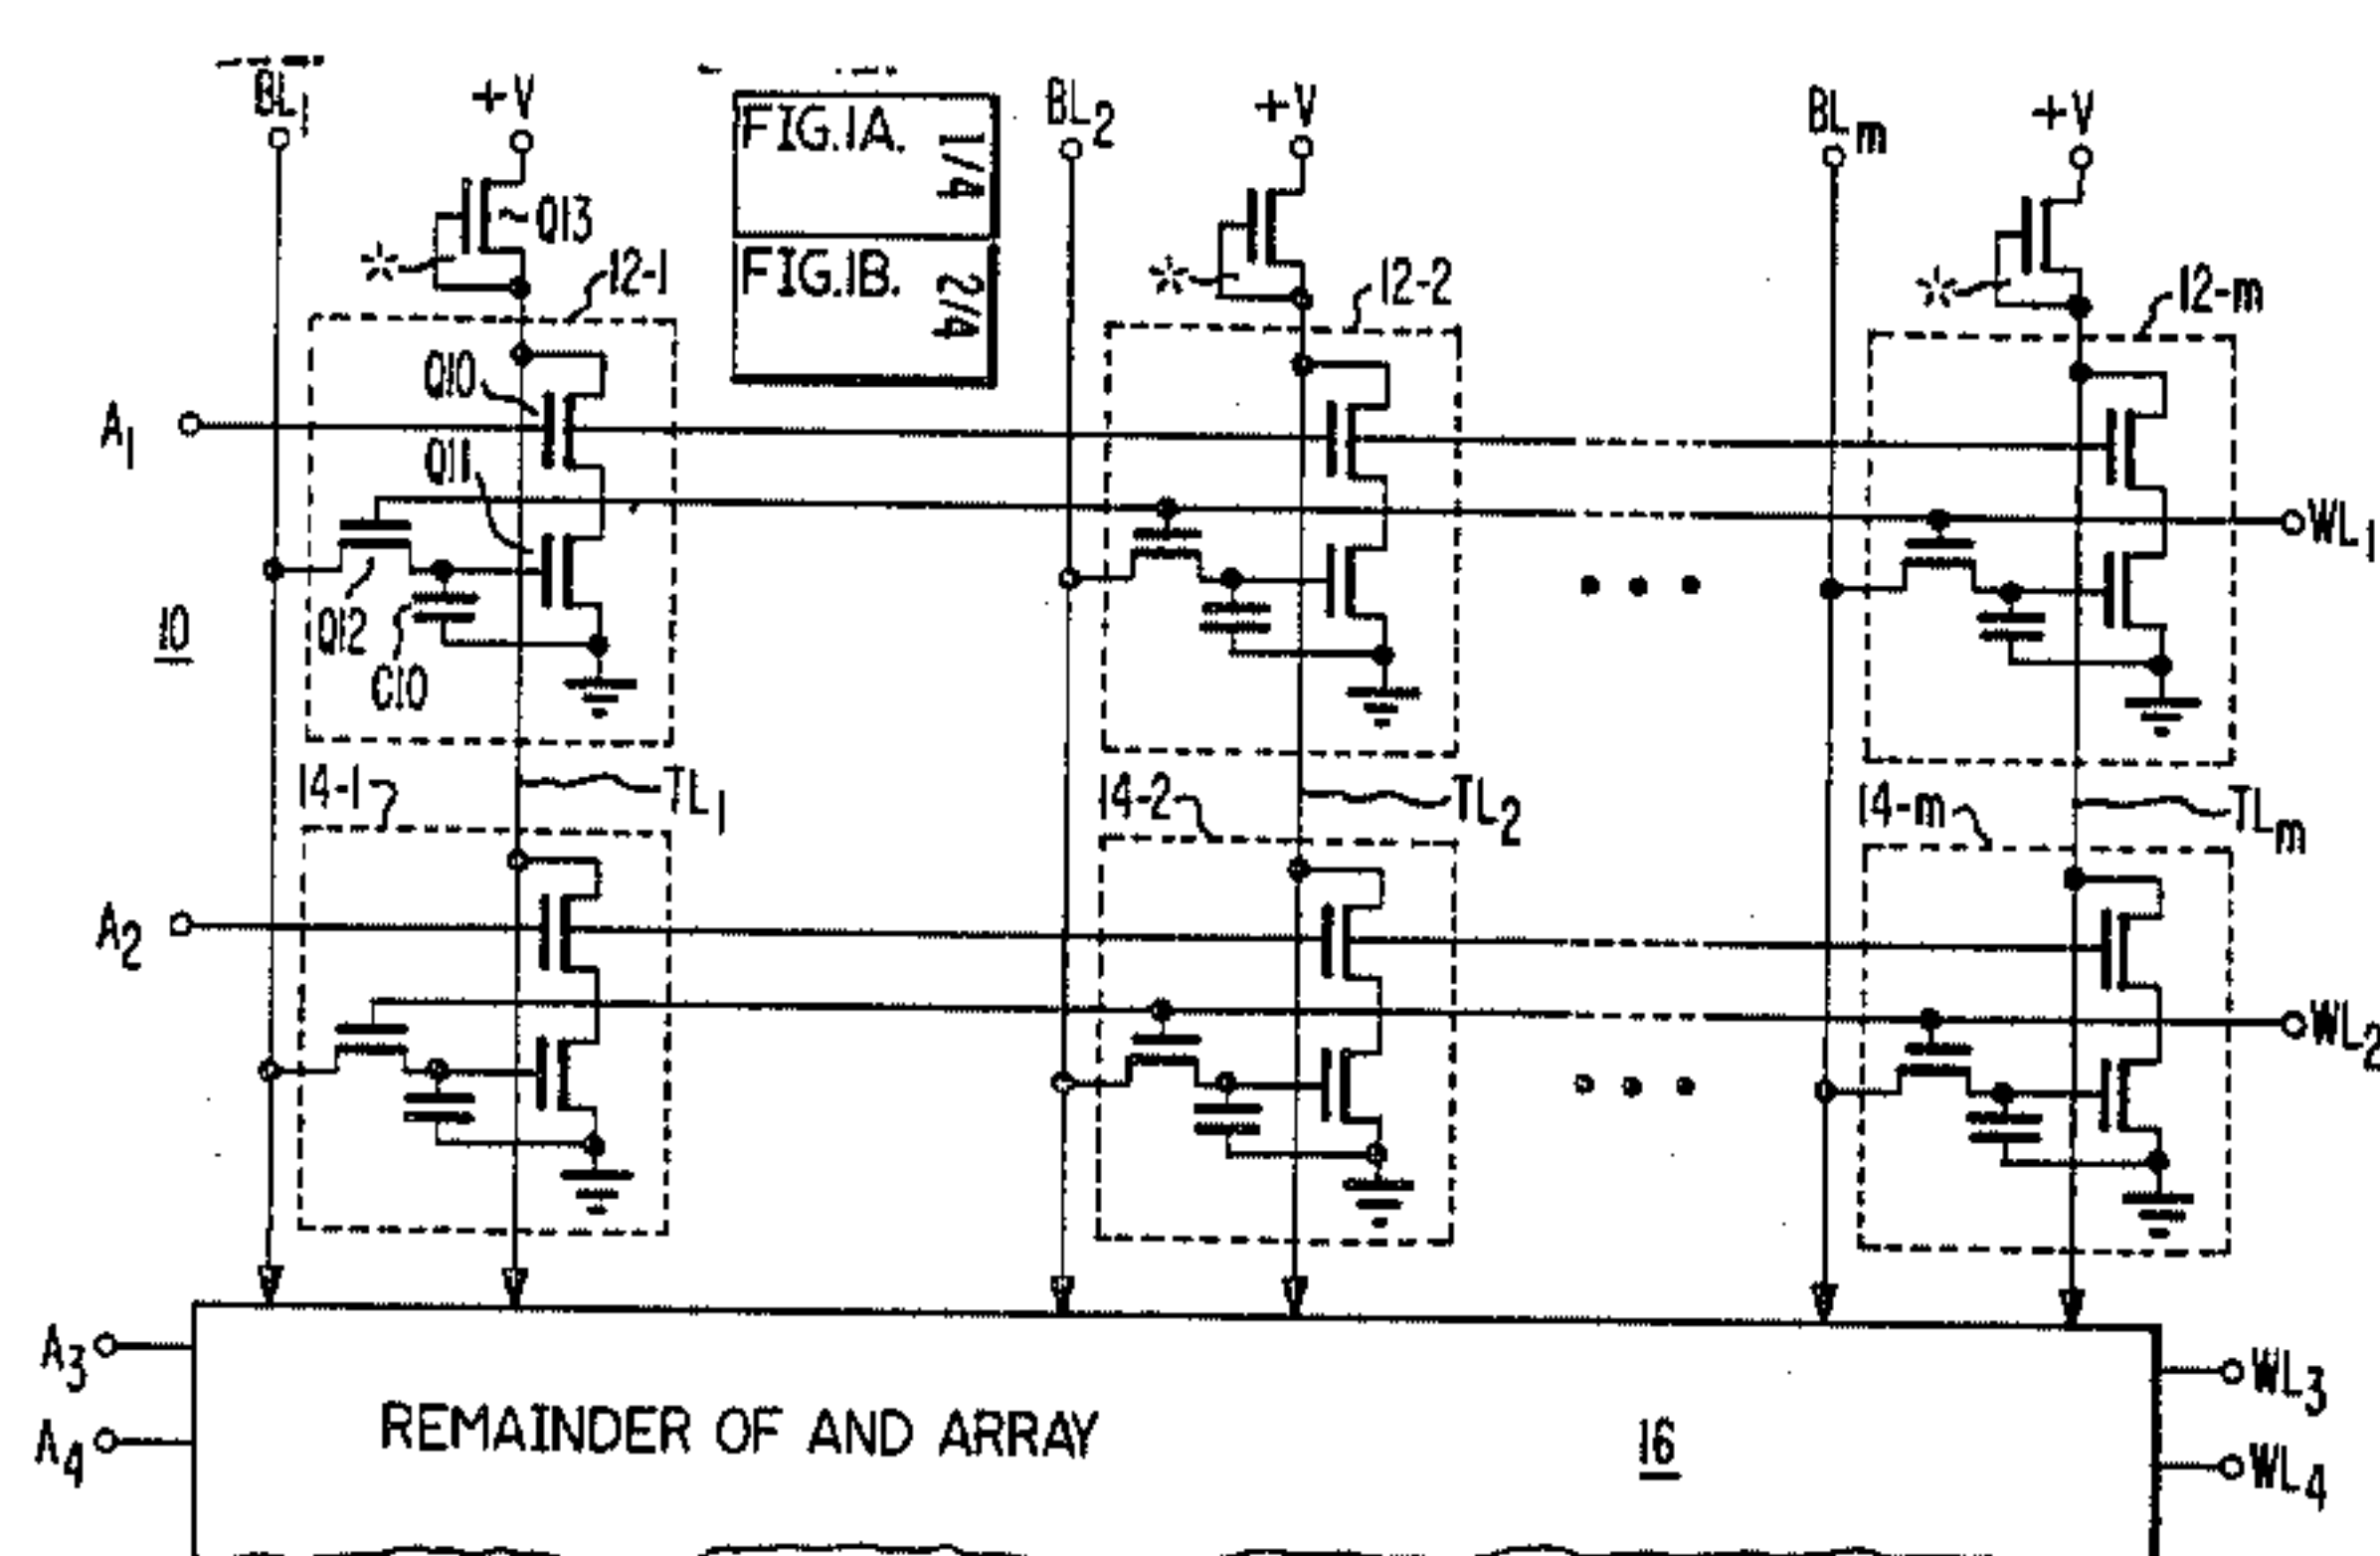 BL1 +V BL2 +V BLm +V
FIG.1A. 1/4
FIG.1B. 2/4
Q13
* * *
12-1 12-2 12-m
Q10
A1
Q11
WL1
Q12
10
C10
14-1 TL1 14-2 TL2 14-m TLm
A2
WL2
A3 WL3
REMAINDER OF AND ARRAY 16
A4 WL4